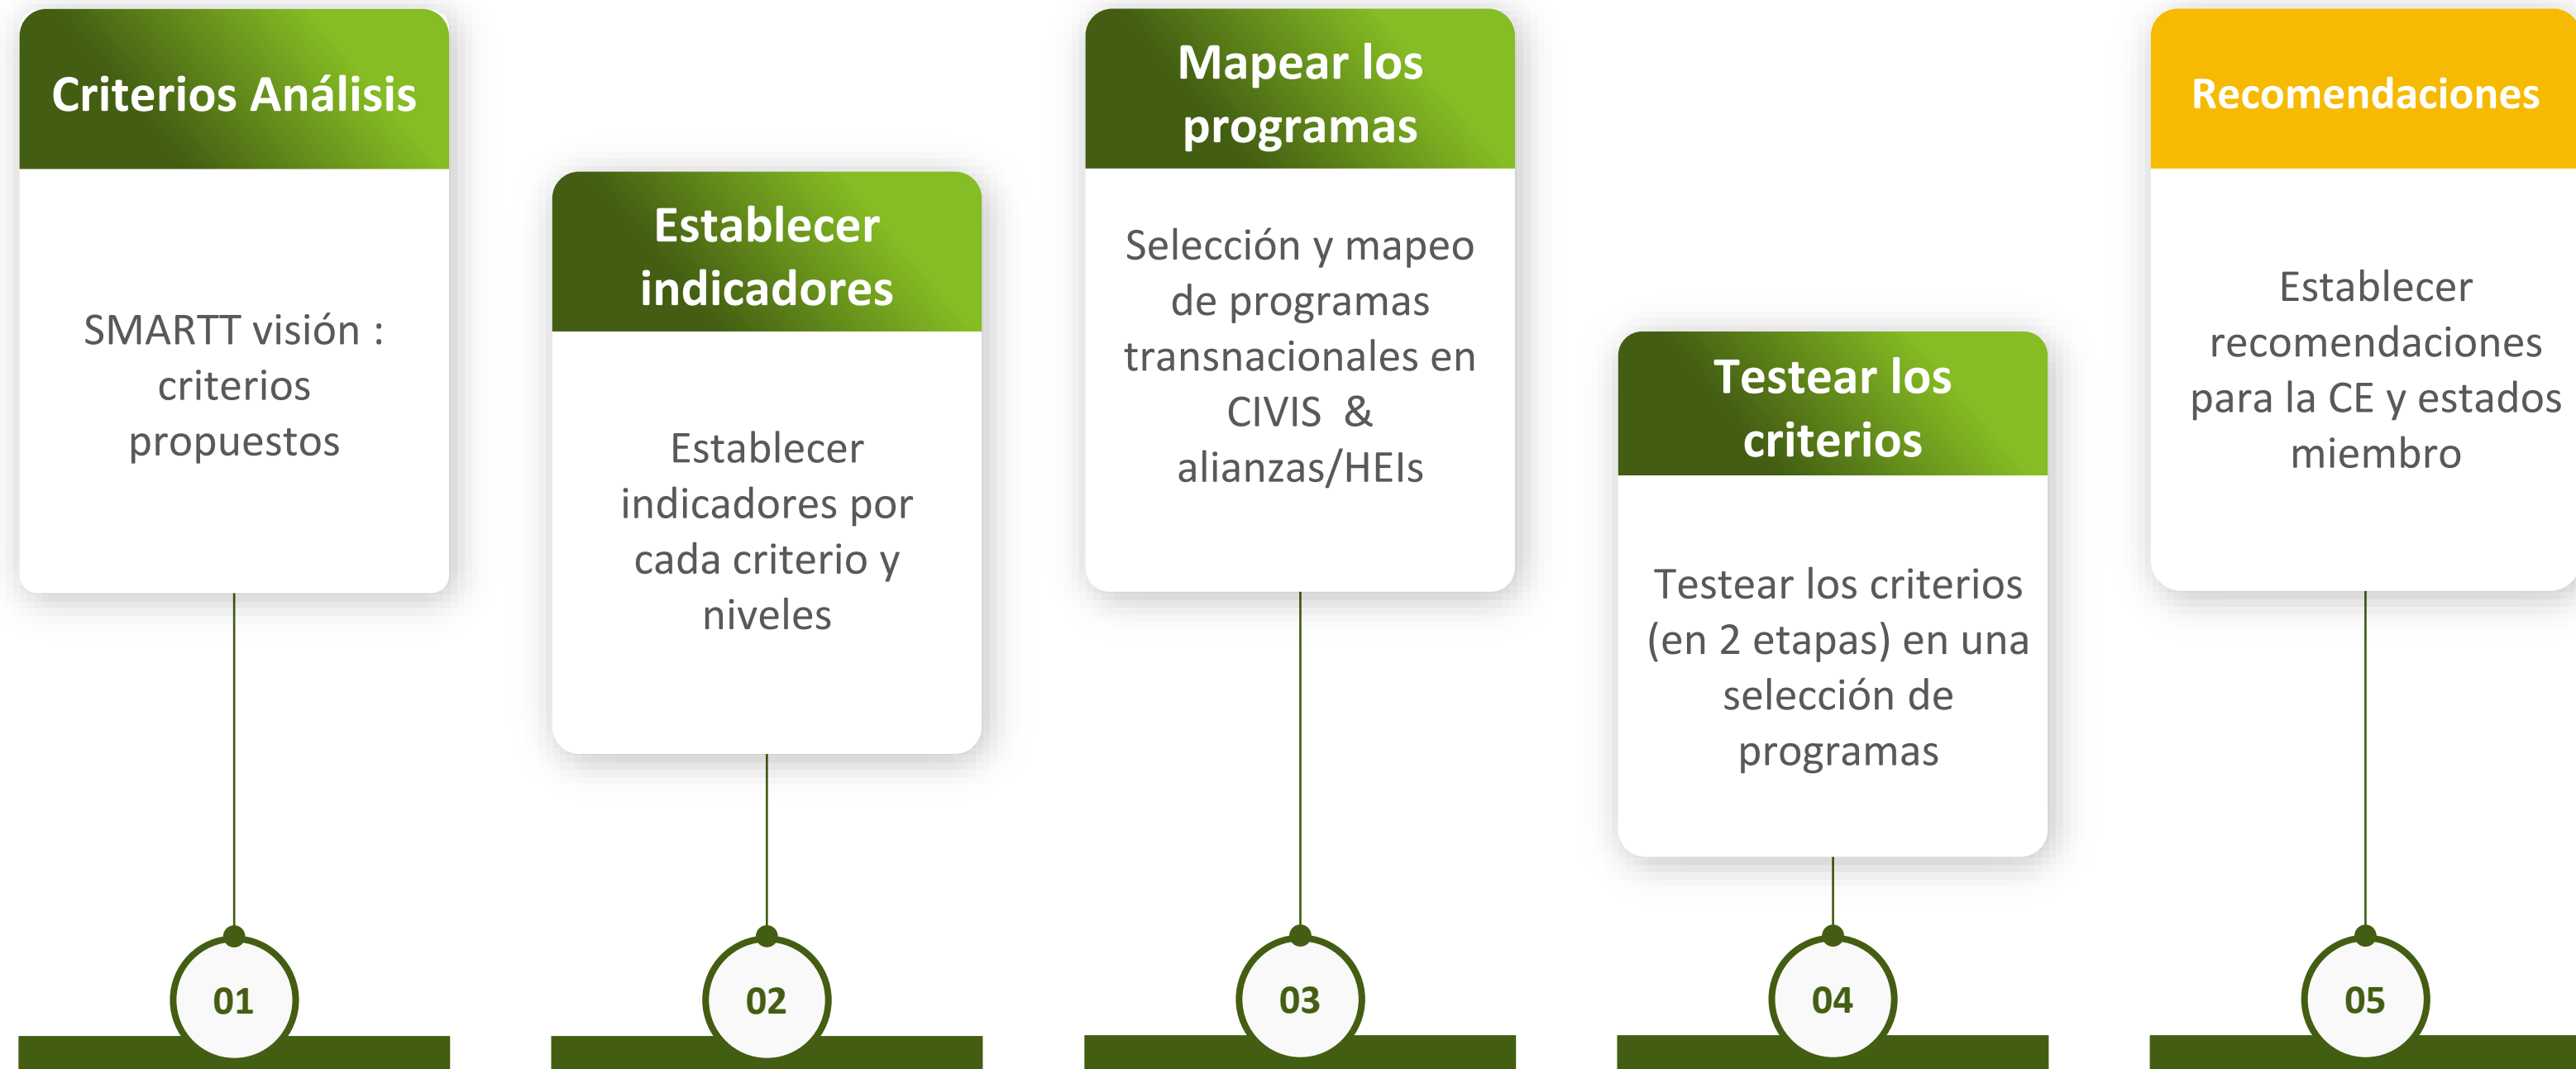 Criterios Análisis
SMARTT visión :
criterios
propuestos
01
Establecer
indicadores
Establecer
indicadores por
cada criterio y
niveles
02
Mapear los
programas
Selección y mapeo
de programas
transnacionales en
CIVIS  &
alianzas/HEIs
03
Testear los
criterios
Testear los criterios
(en 2 etapas) en una
selección de
programas
04
Recomendaciones
Establecer
recomendaciones
para la CE y estados
miembro
05